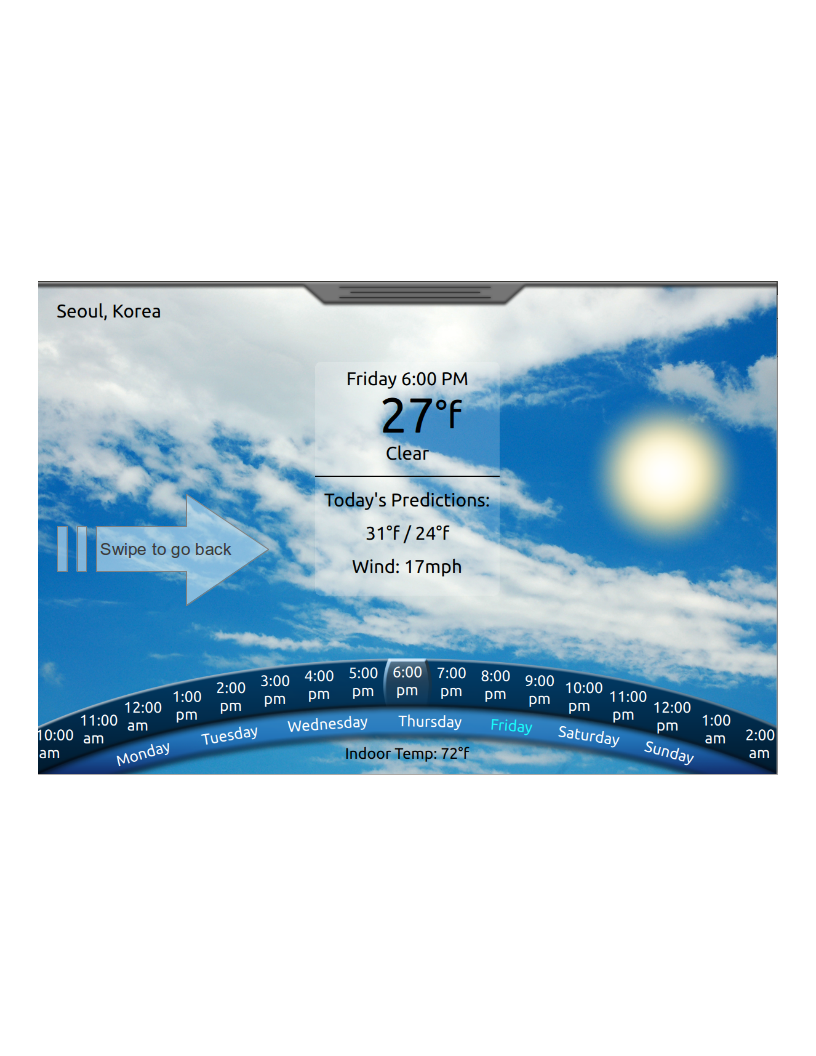 Seoul, Korea
Friday 6:00 PM
27°f
Clear
Today's Predictions:
31°f / 24°f
Wind: 17mph
Swipe to go back
10:00 am
11:00 am
12:00 am
1:00 pm
2:00 pm
3:00 pm
4:00 pm
5:00 pm
6:00 pm
7:00 pm
8:00 pm
9:00 pm
10:00 pm
11:00 pm
12:00 pm
1:00 am
2:00 am
Monday Tuesday Wednesday Thursday Friday Saturday Sunday
Indoor Temp: 72°f